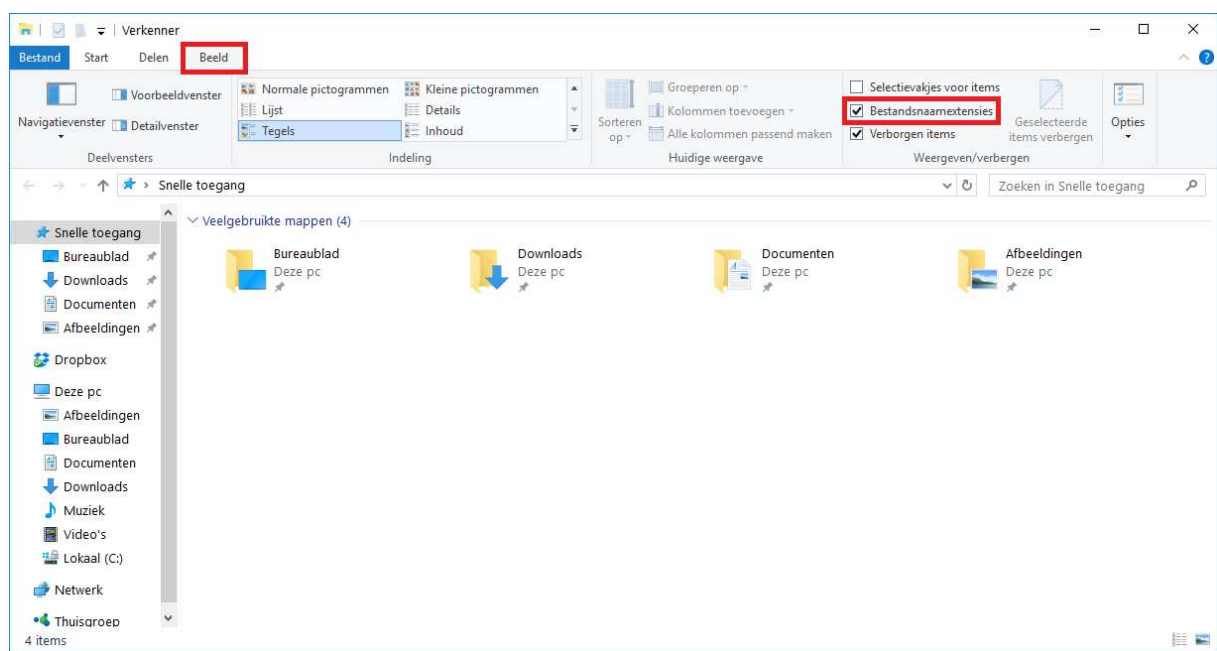 Verkenner
Bestand Start Delen Beeld
Navigatievenster
Voorbeeldvenster
Detailvenster
Deelvensters
Normale pictogrammen Kleine pictogrammen
Lijst Details
Tegels Inhoud
Indeling
Sorteren op
Groeperen op
Kolommen toevoegen
Alle kolommen passend maken
Huidige weergave
Selectievakjes voor items
Bestandsnaamextensies
Verborgen items
Geselecteerde
items verbergen
Weergeven/verbergen
Opties
Snelle toegang
Zoeken in Snelle toegang
Snelle toegang
Bureaublad
Downloads
Documenten
Afbeeldingen
Dropbox
Deze pc
Afbeeldingen
Bureaublad
Documenten
Downloads
Muziek
Video's
Lokaal (C:)
Netwerk
Thuisgroep
Veelgebruikte mappen (4)
Bureaublad
Deze pc
Downloads
Deze pc
Documenten
Deze pc
Afbeeldingen
Deze pc
4 items